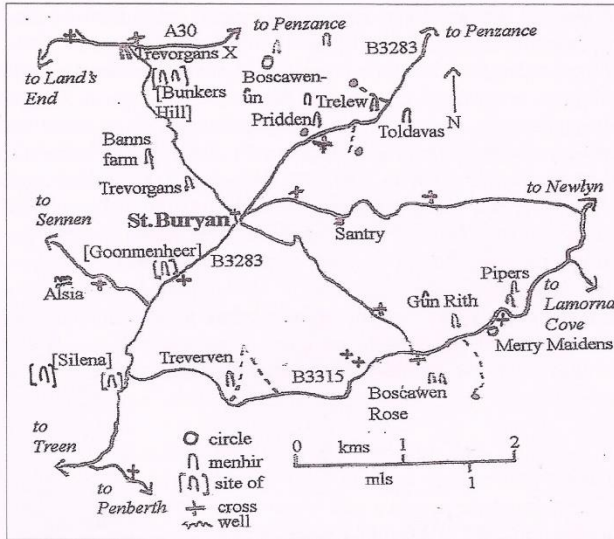 to Penzance
to Penzance
A30
B3283
Trevorgans X
to Land's
End
Boscawen-
ûn
[Bunkers
Hill]
Trelew
Pridden
Toldavas
N
Banns
farm
Trevorgans
to
Sennen
St.Buryan
to Newlyn
Santry
[Goonmenheer]
B3283
Alsia
Pipers
Gûn Rith
to
Lamorna
Cove
Merry Maidens
[Silena]
Treverven
B3315
Boscawen
Rose
to
Treen
to
Penberth
circle
menhir
site of
cross
well
0 kms 1 2
mls 1